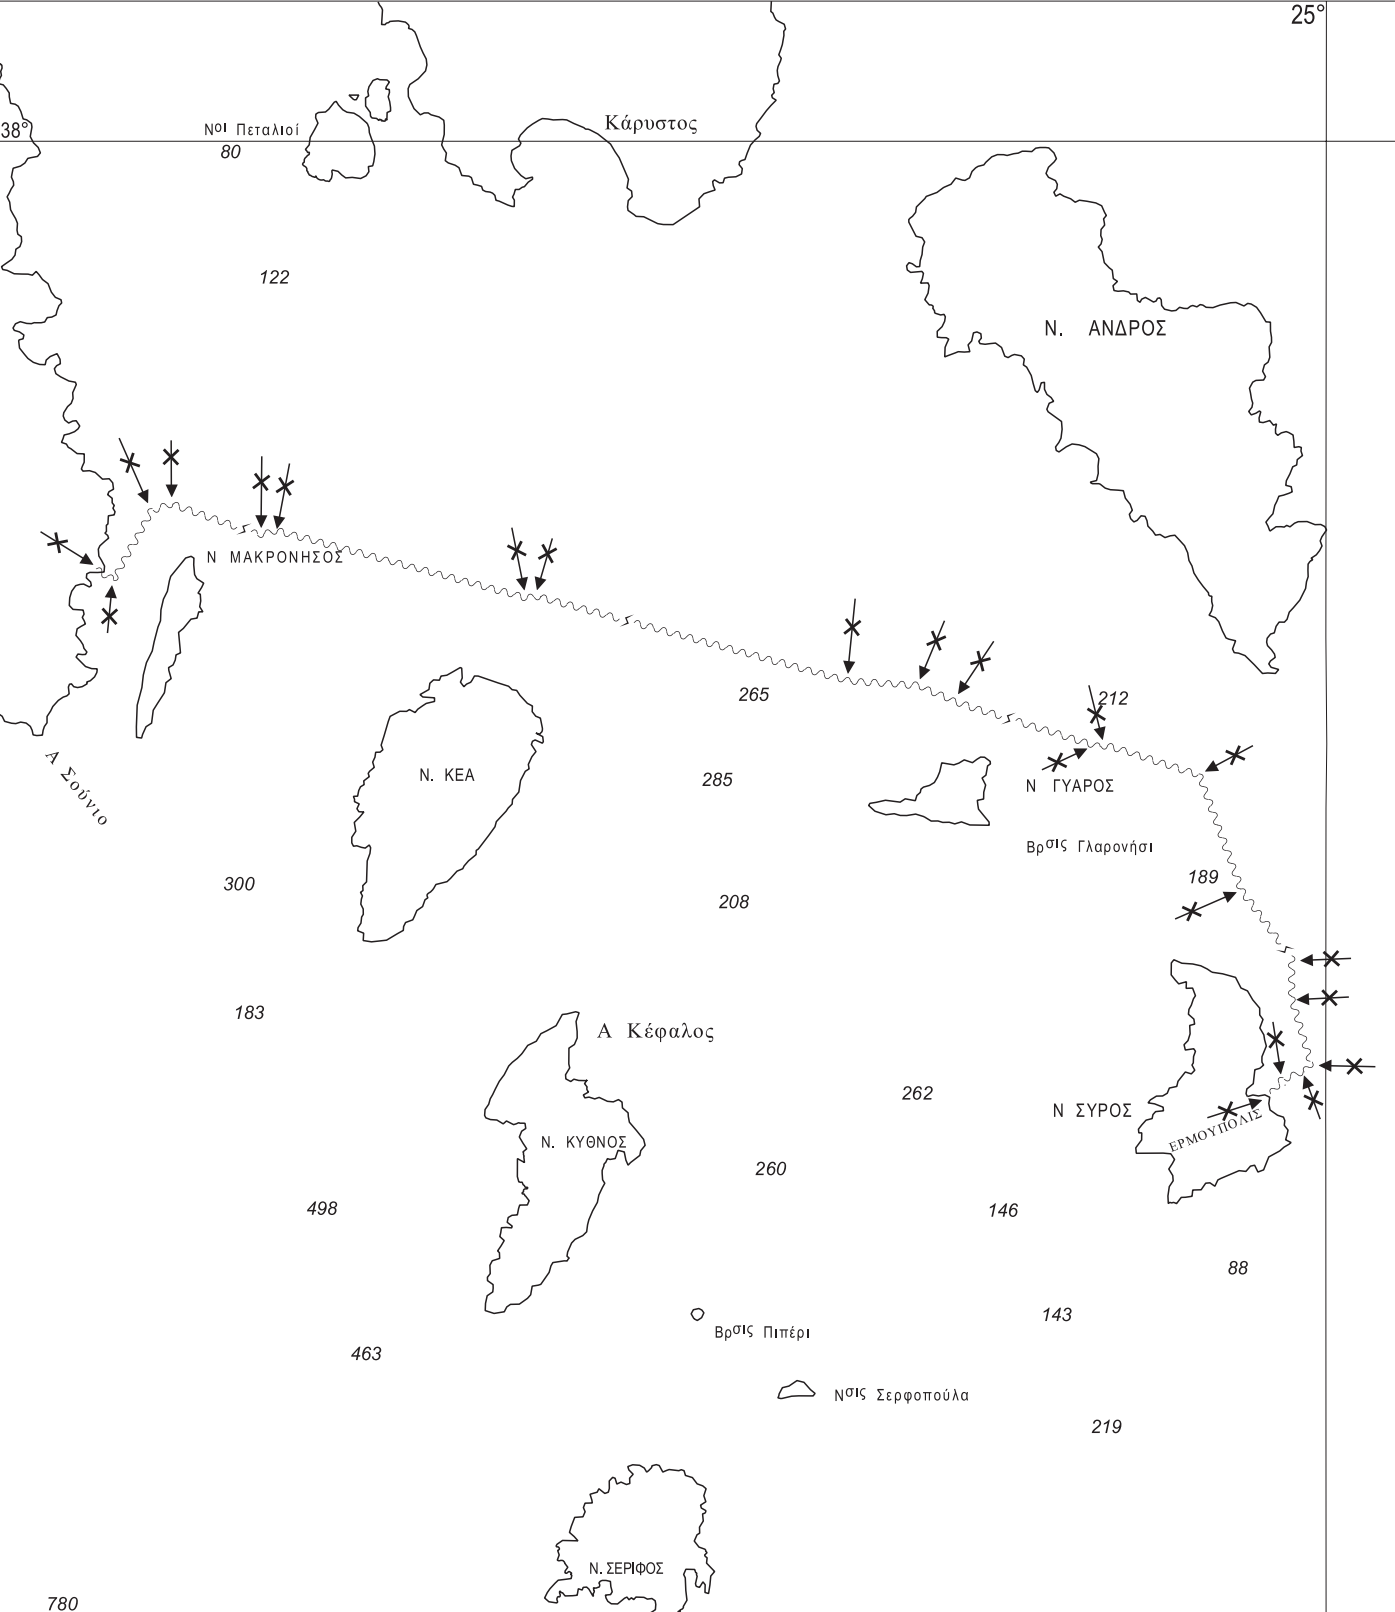 25°
38°
Νοι Πεταλιοί
80
Κάρυστος
122
Ν. ΑΝΔΡΟΣ
Ν ΜΑΚΡΟΝΗΣΟΣ
265
212
Α Σούνιο
Ν. ΚΕΑ
285
Ν ΓΥΑΡΟΣ
Βρσις Γλαρονήσι
300
208
189
183
Α Κέφαλος
262
Ν ΣΥΡΟΣ
ΕΡΜΟΥΠΟΛΙΣ
Ν. ΚΥΘΝΟΣ
260
498
146
88
143
Βρσις Πιπέρι
463
Νσις Σερφοπούλα
219
Ν. ΣΕΡΙΦΟΣ
780